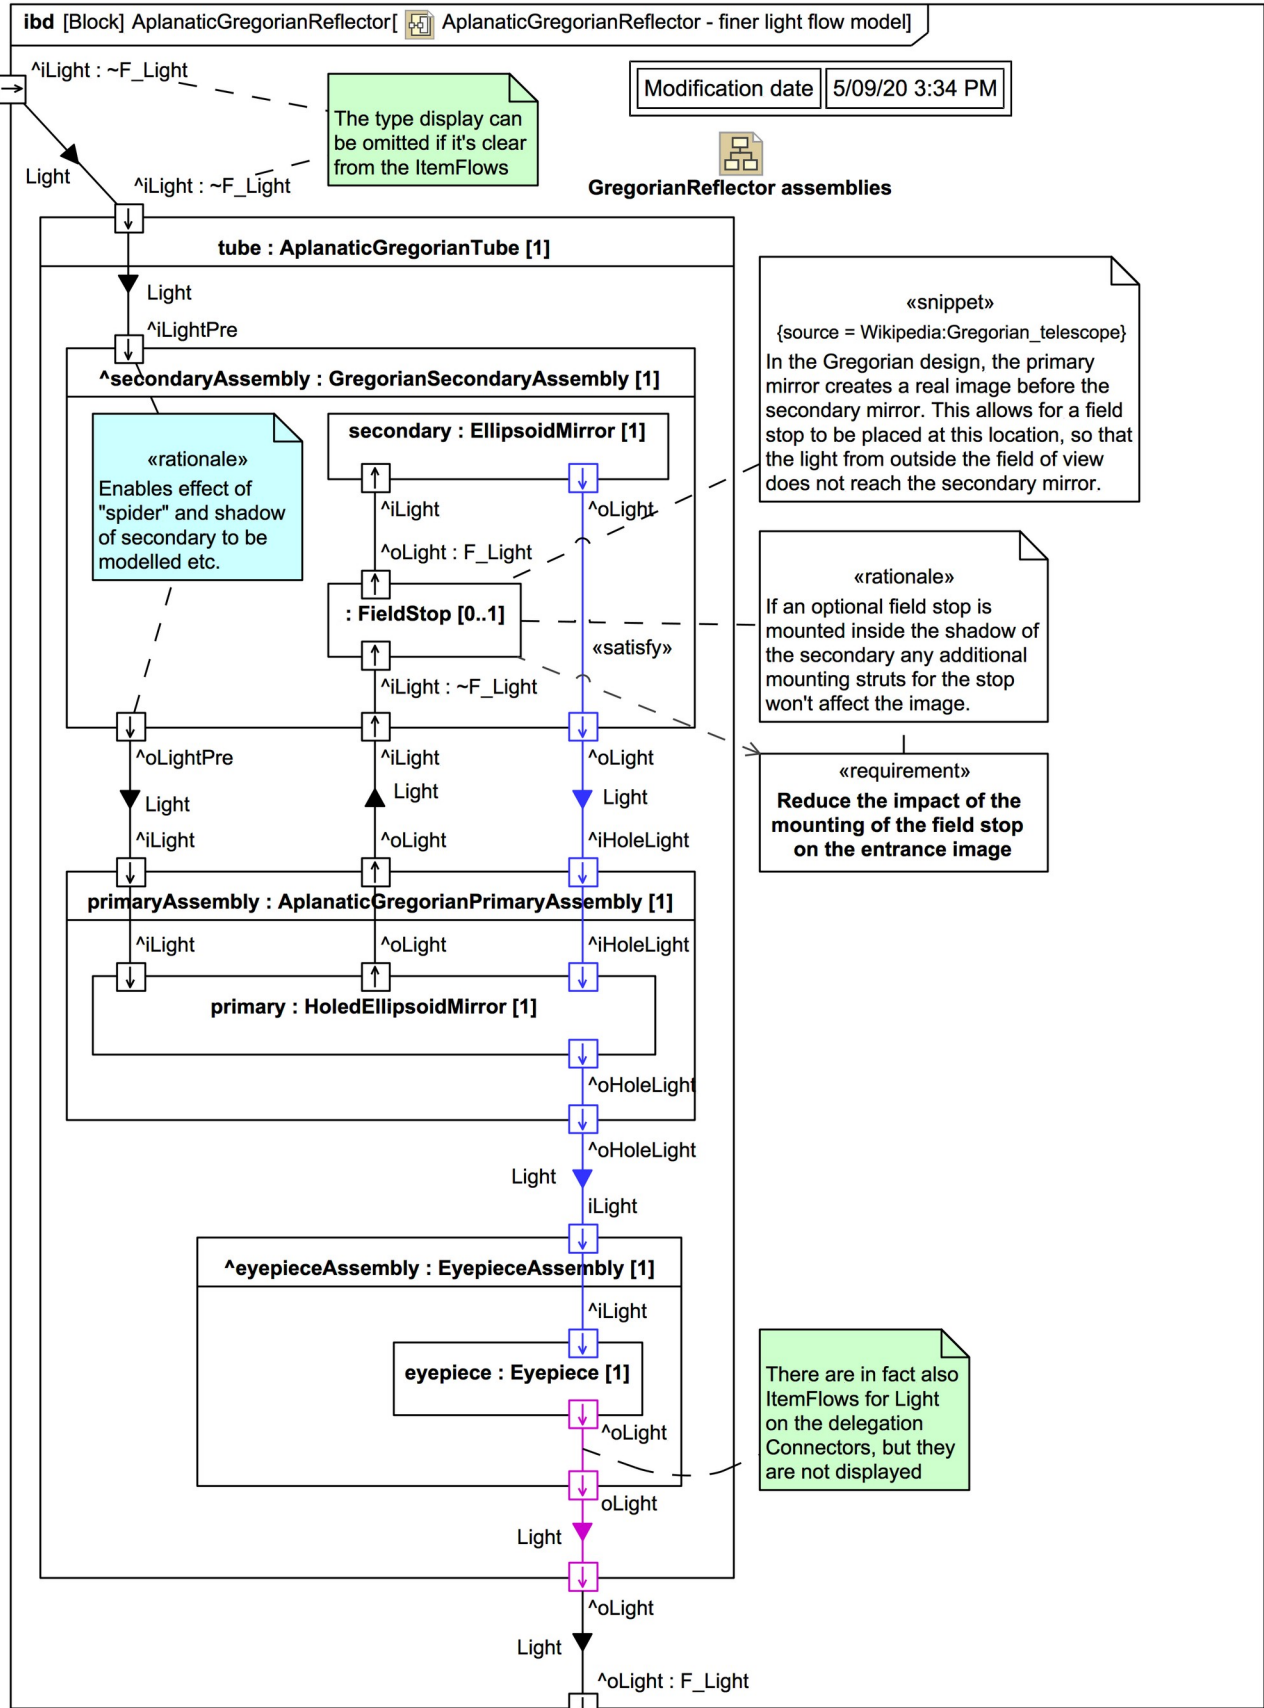 ibd [Block] AplanaticGregorianReflector[ AplanaticGregorianReflector - finer light flow model]
^iLight : ~F_Light
Modification date 5/09/20 3:34 PM
The type display can
be omitted if it's clear
from the ItemFlows
Light
^iLight : ~F_Light
GregorianReflector assemblies
tube : AplanaticGregorianTube [1]
Light
^iLightPre
«snippet»
{source = Wikipedia:Gregorian_telescope}
In the Gregorian design, the primary
mirror creates a real image before the
secondary mirror. This allows for a field
stop to be placed at this location, so that
the light from outside the field of view
does not reach the secondary mirror.
^secondaryAssembly : GregorianSecondaryAssembly [1]
«rationale»
Enables effect of
"spider" and shadow
of secondary to be
modelled etc.
secondary : EllipsoidMirror [1]
^iLight
^oLight
^oLight : F_Light
: FieldStop [0..1]
«satisfy»
^iLight : ~F_Light
«rationale»
If an optional field stop is
mounted inside the shadow of
the secondary any additional
mounting struts for the stop
won't affect the image.
«requirement»
Reduce the impact of the
mounting of the field stop
on the entrance image
^oLightPre
^iLight
^oLight
Light
Light
Light
^iLight
^oLight
^iHoleLight
primaryAssembly : AplanaticGregorianPrimaryAssembly [1]
^iLight
^oLight
^iHoleLight
primary : HoledEllipsoidMirror [1]
^oHoleLight
^oHoleLight
Light
iLight
^eyepieceAssembly : EyepieceAssembly [1]
^iLight
eyepiece : Eyepiece [1]
^oLight
There are in fact also
ItemFlows for Light
on the delegation
Connectors, but they
are not displayed
oLight
Light
^oLight
Light
^oLight : F_Light